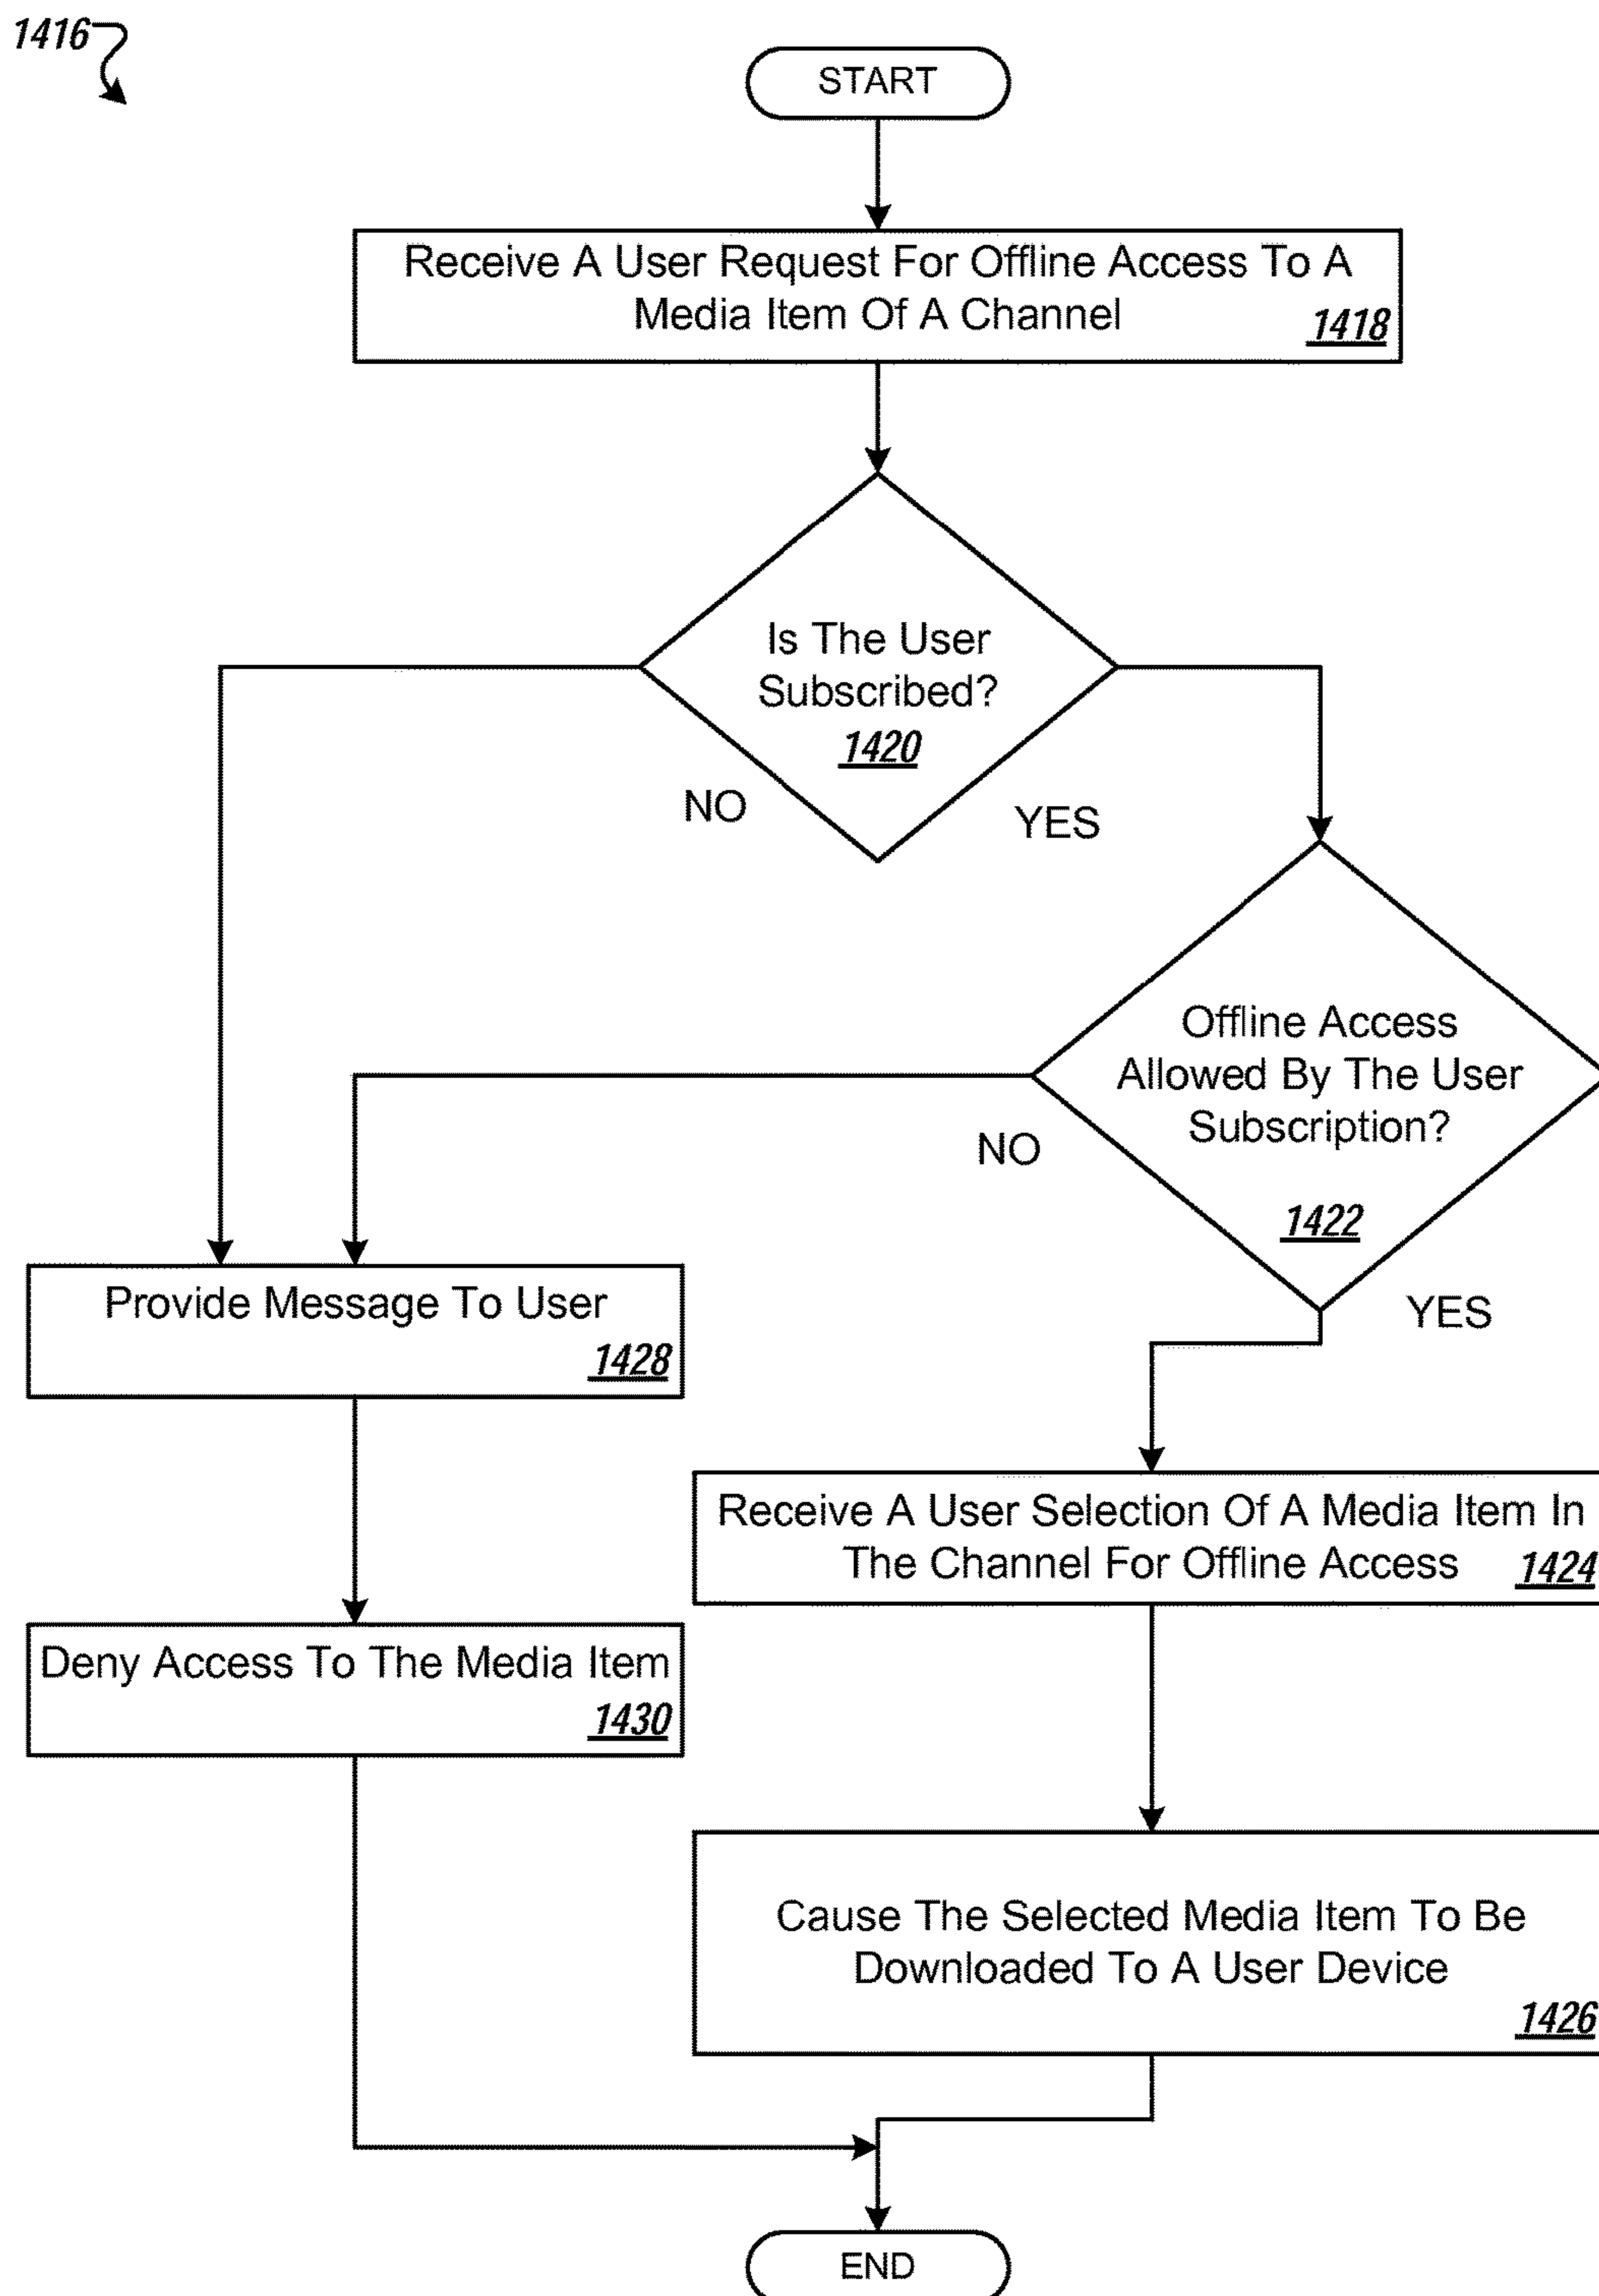 1416
START
Receive A User Request For Offline Access To A
Media Item Of A Channel
1418
Is The User
Subscribed?
1420
NO
YES
Offline Access
Allowed By The User
Subscription?
1422
NO
YES
Provide Message To User
1428
Receive A User Selection Of A Media Item In
The Channel For Offline Access
1424
Deny Access To The Media Item
1430
Cause The Selected Media Item To Be
Downloaded To A User Device
1426
END